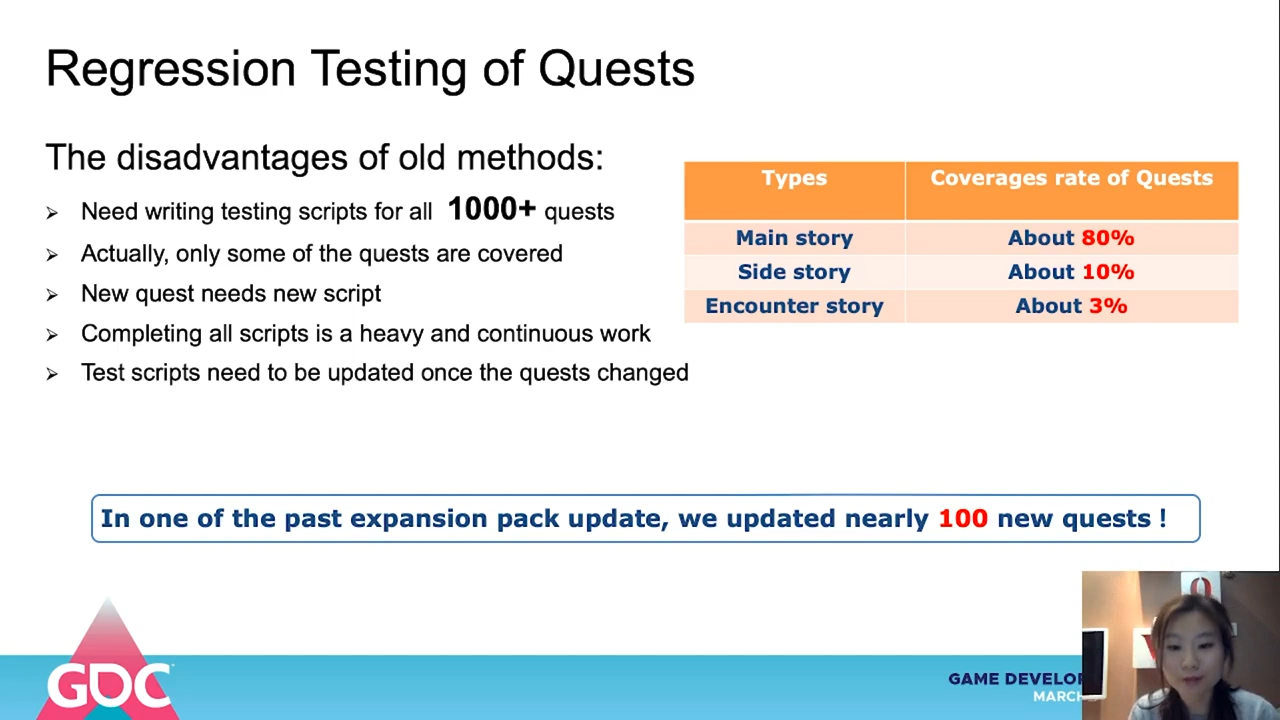 Regression Testing of Quests
The disadvantages of old methods:
Need writing testing scripts for all 1000+ quests
Actually, only some of the quests are covered
New quest needs new script
Completing all scripts is a heavy and continuous work
Test scripts need to be updated once the quests changed
Types Coverages rate of Quests
Main story About 80%
Side story About 10%
Encounter story About 3%
In one of the past expansion pack update, we updated nearly 100 new quests !
GDC
GAME
MARCH